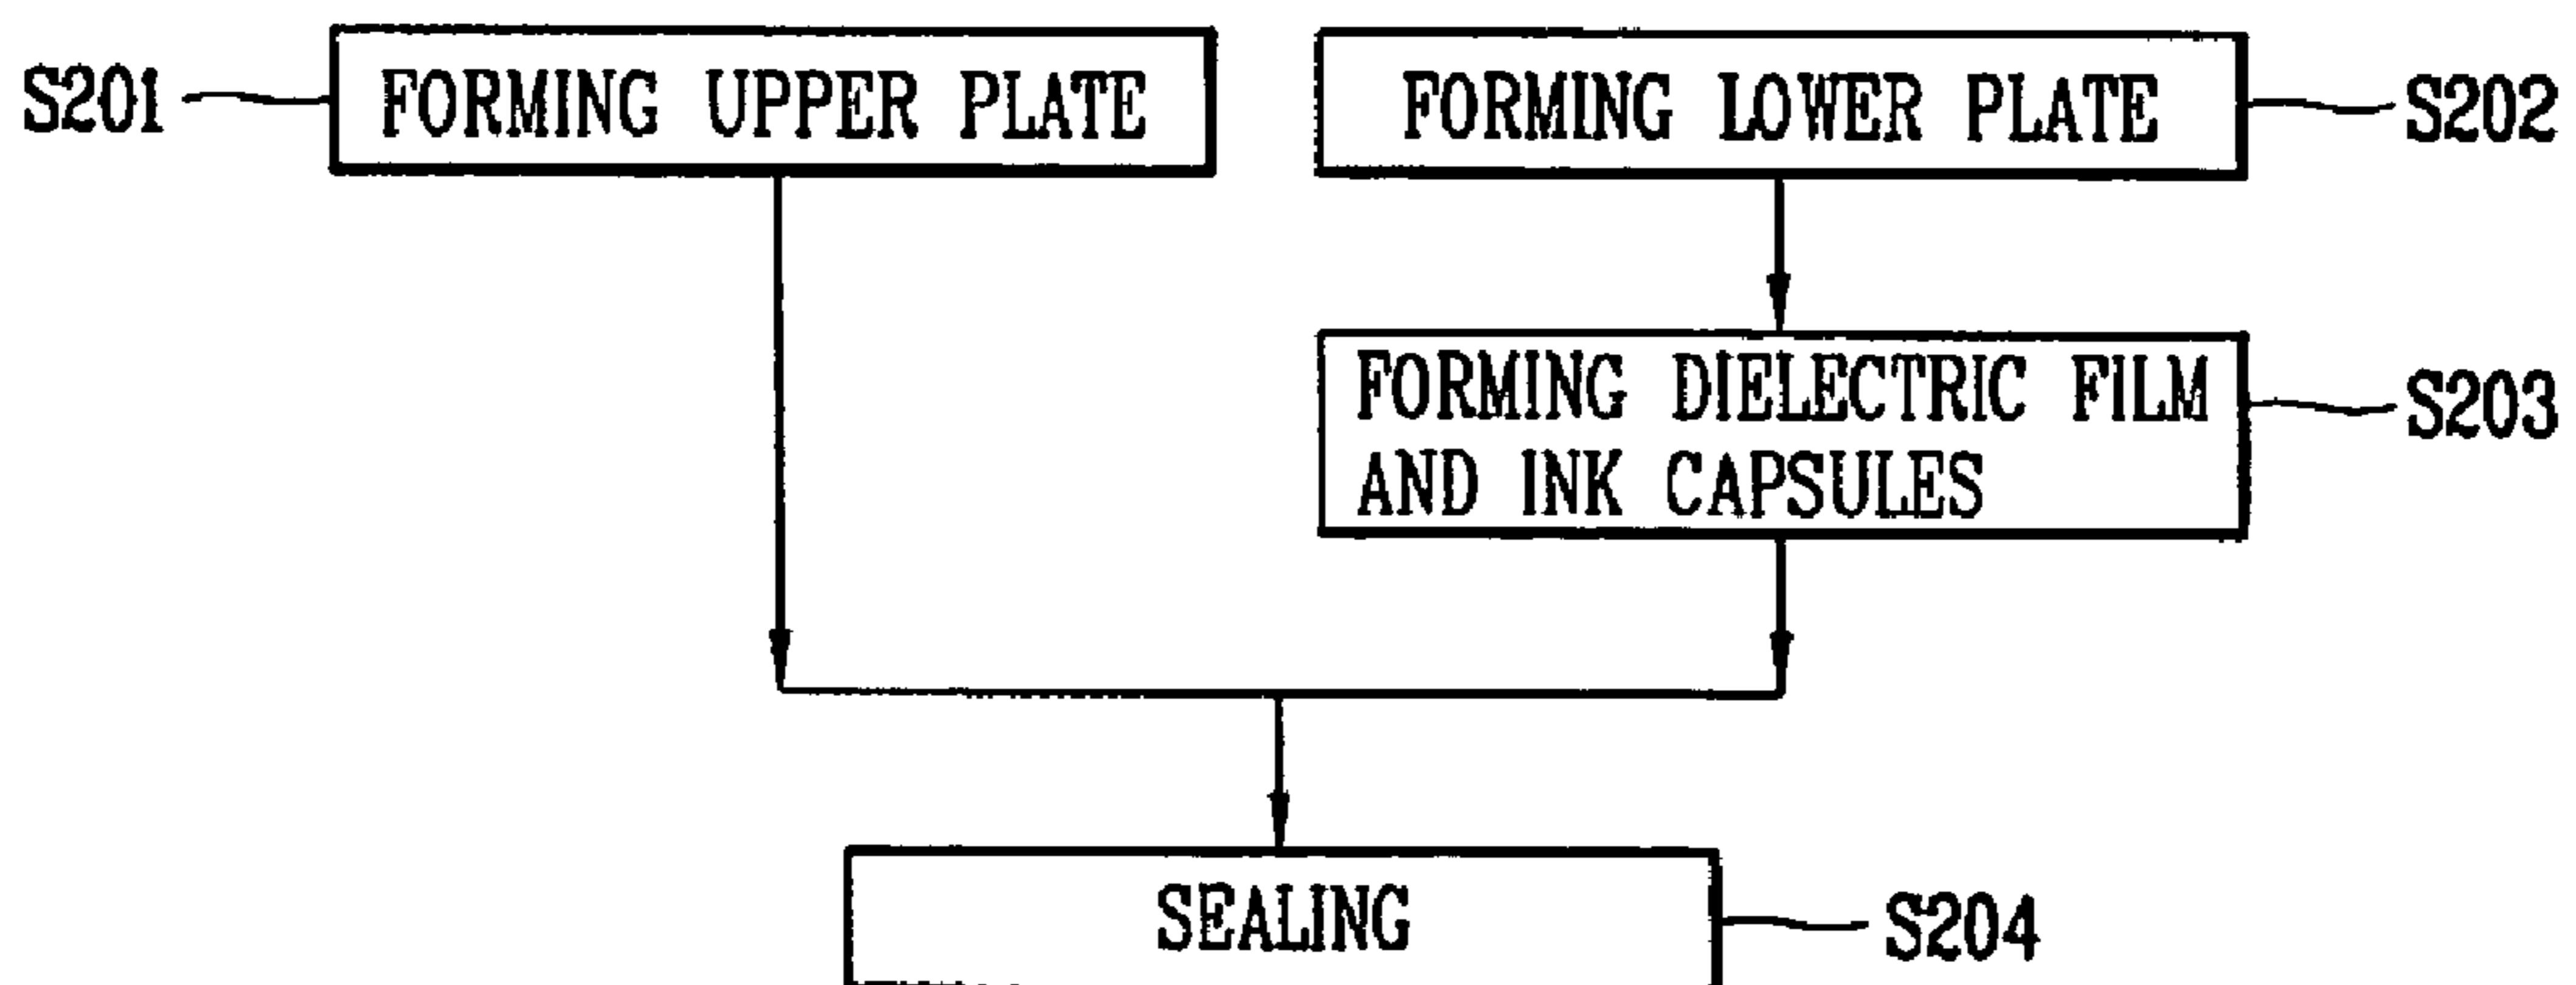 S201
FORMING UPPER PLATE
FORMING LOWER PLATE
S202
FORMING DIELECTRIC FILM
AND INK CAPSULES
S203
SEALING
S204